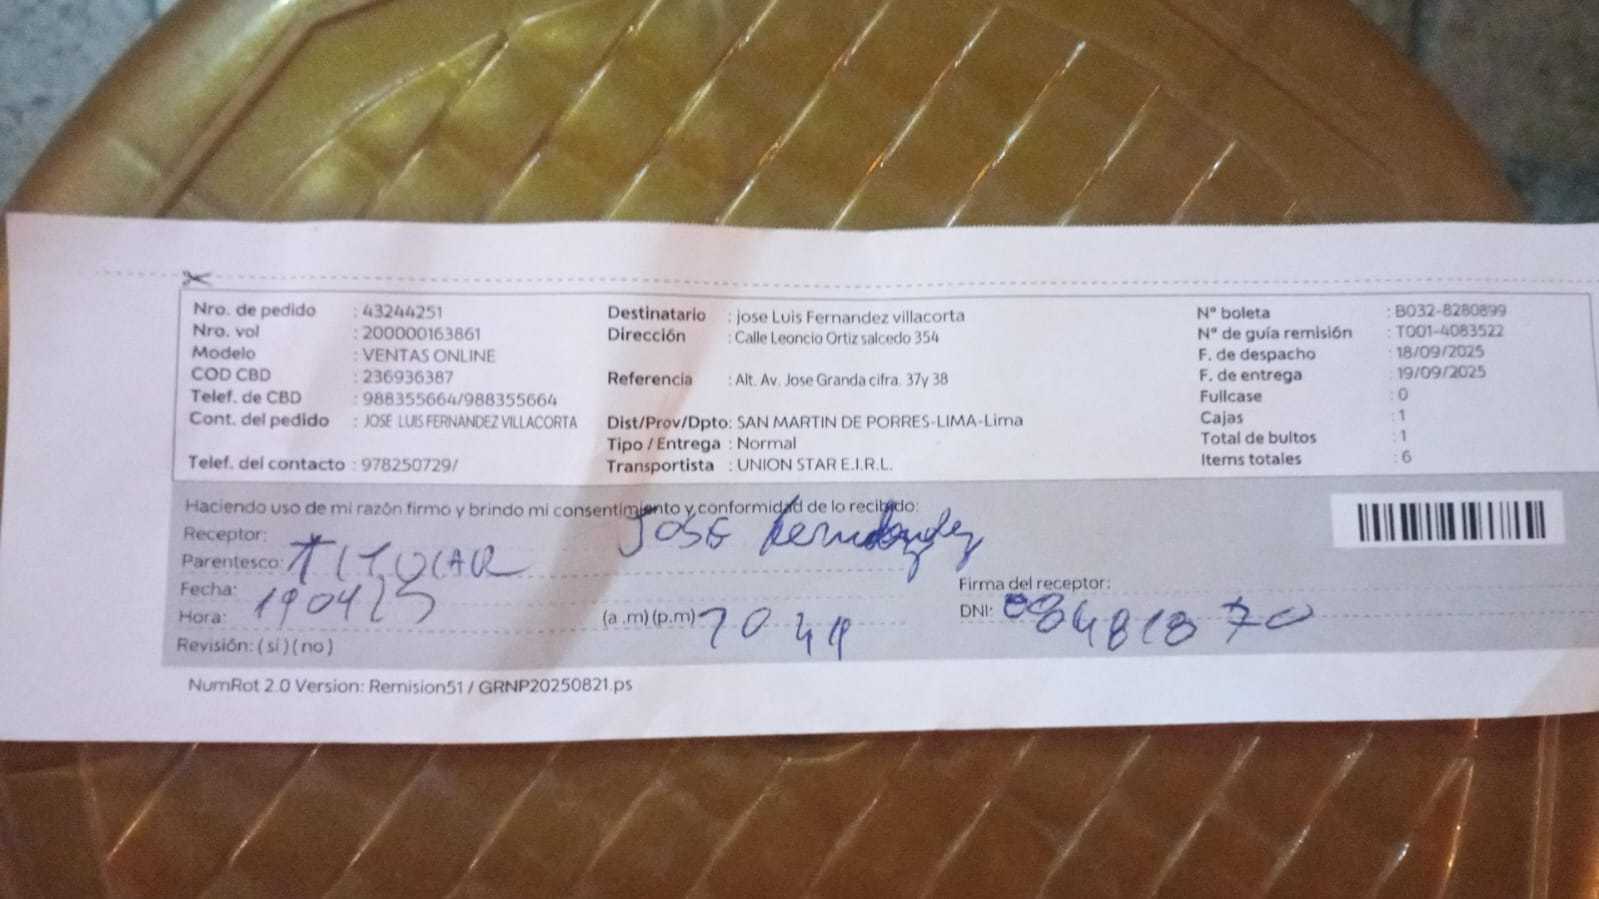 Nro. de pedido : 43244251
Nro. vol : 200000163861
Modelo : VENTAS ONLINE
COD CBD : 236936387
Telef. de CBD : 988355664/988355664
Cont. del pedido : JOSE LUIS FERNANDEZ VILLACORTA
Telef. del contacto : 978250729/
Destinatario : jose Luis Fernandez villacorta
Dirección : Calle Leoncio Ortiz salcedo 354
Referencia : Alt. Av. Jose Granda cifra. 37y 38
Dist/Prov/Dpto: SAN MARTIN DE PORRES-LIMA-Lima
Tipo / Entrega : Normal
Transportista : UNION STAR E.I.R.L.
N° boleta : B032-8280899
N° de guía remisión : T001-4083522
F. de despacho : 18/09/2025
F. de entrega : 19/09/2025
Fullcase : 0
Cajas : 1
Total de bultos : 1
Items totales : 6
Haciendo uso de mi razón firmo y brindo mi consentimiento y conformidad de lo recibido:
Receptor: JOSE
Parentesco: TITULAR
Fecha:
Hora: (a .m) (p.m)
Firma del receptor:
DNI:
Revisión: ( si ) ( no )
NumRot 2.0 Version: Remision51 / GRNP20250821.ps